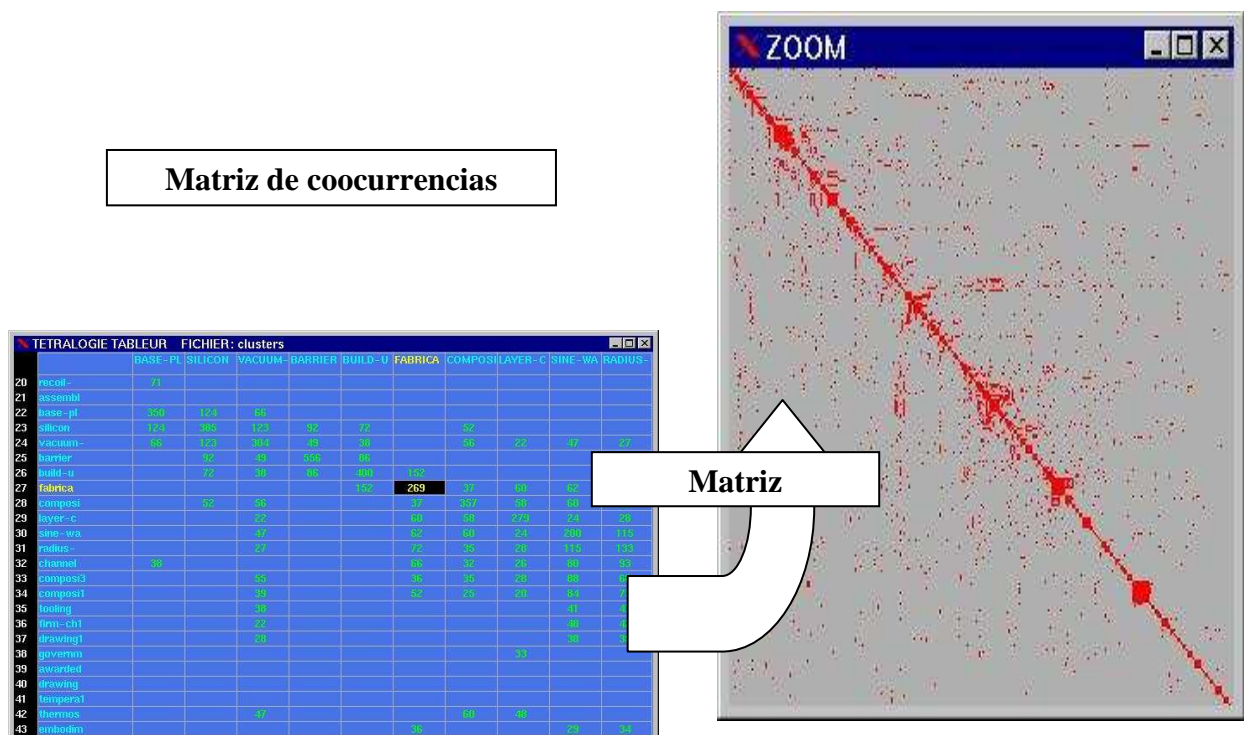 ZOOM
Matriz de coocurrencias
TETRALOGIE TABLEUR FICHIER: clusters
BASE-PL SILICON VACUUM- BARRIER BUILD-U FABRICA COMPOSI LAYER-C SINE-WA RADIUS-
20 recoil- 71
21 assembl
22 base-pl 350 124 66
23 silicon 124 385 123 92 72 52
24 vacuum- 66 123 304 49 38 56 22 47 27
25 barrier 92 49 556 86
26 build-u 72 38 86 400 152
27 fabrica 152 269 37 60 62
28 composi 52 56 37 357 58 60
29 layer-c 22 60 58 279 24 28
30 sine-wa 47 62 60 24 200 115
31 radius- 27 72 35 28 115 133
32 channel 38 66 32 26 80 93
33 composi3 55 36 35 28 88
34 composi1 39 52 25 20 84
35 tooling 38 41
36 firm-ch1 22 40
37 drawing1 28 38
38 governm 33
39 awarded
40 drawing
41 tempera1
42 thermos 47 60 48
43 embodim 36 29 34
Matriz